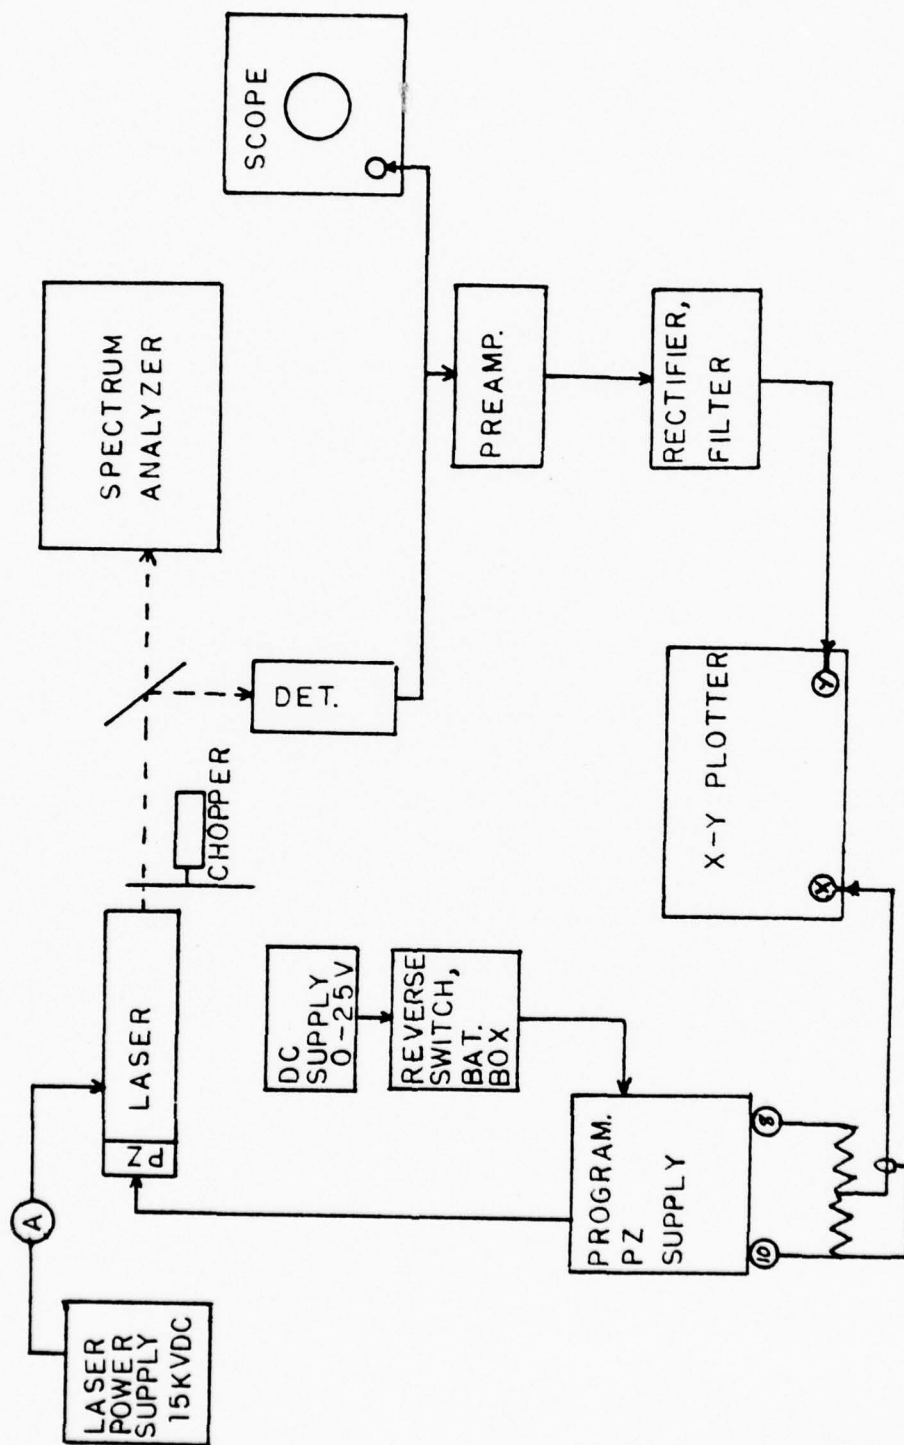 LASER
POWER
SUPPLY
15KVDC
A
PZ
LASER
CHOPPER
SPECTRUM
ANALYZER
SCOPE
DET.
DC
SUPPLY
0-25V
REVERSE
SWITCH,
BAT.
BOX
PREAMP.
PROGRAM.
PZ
SUPPLY
10
8
X-Y PLOTTER
X
Y
RECTIFIER,
FILTER